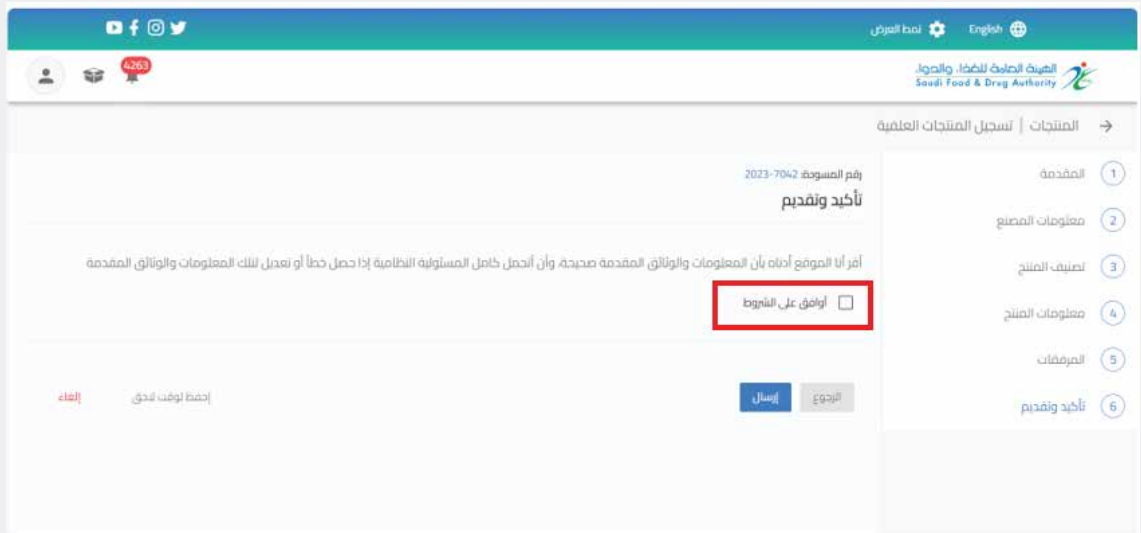 English
نمط العرض
4263
الهيئة العامة للغذاء والدواء
Saudi Food & Drug Authority
المنتجات | تسجيل المنتجات العلفية
1 المقدمة
2 معلومات المصنع
3 تصنيف المنتج
4 معلومات المنتج
5 المرفقات
6 تأكيد وتقديم
رقم المسودة: 2023-7042
تأكيد وتقديم
أقر أنا الموقع أدناه بأن المعلومات والوثائق المقدمة صحيحة، وأن أتحمل كامل المسئولية النظامية إذا حصل خطأ أو تعديل لتلك المعلومات والوثائق المقدمة
أوافق على الشروط
الرجوع
إرسال
إحفظ لوقت لاحق
إلغاء